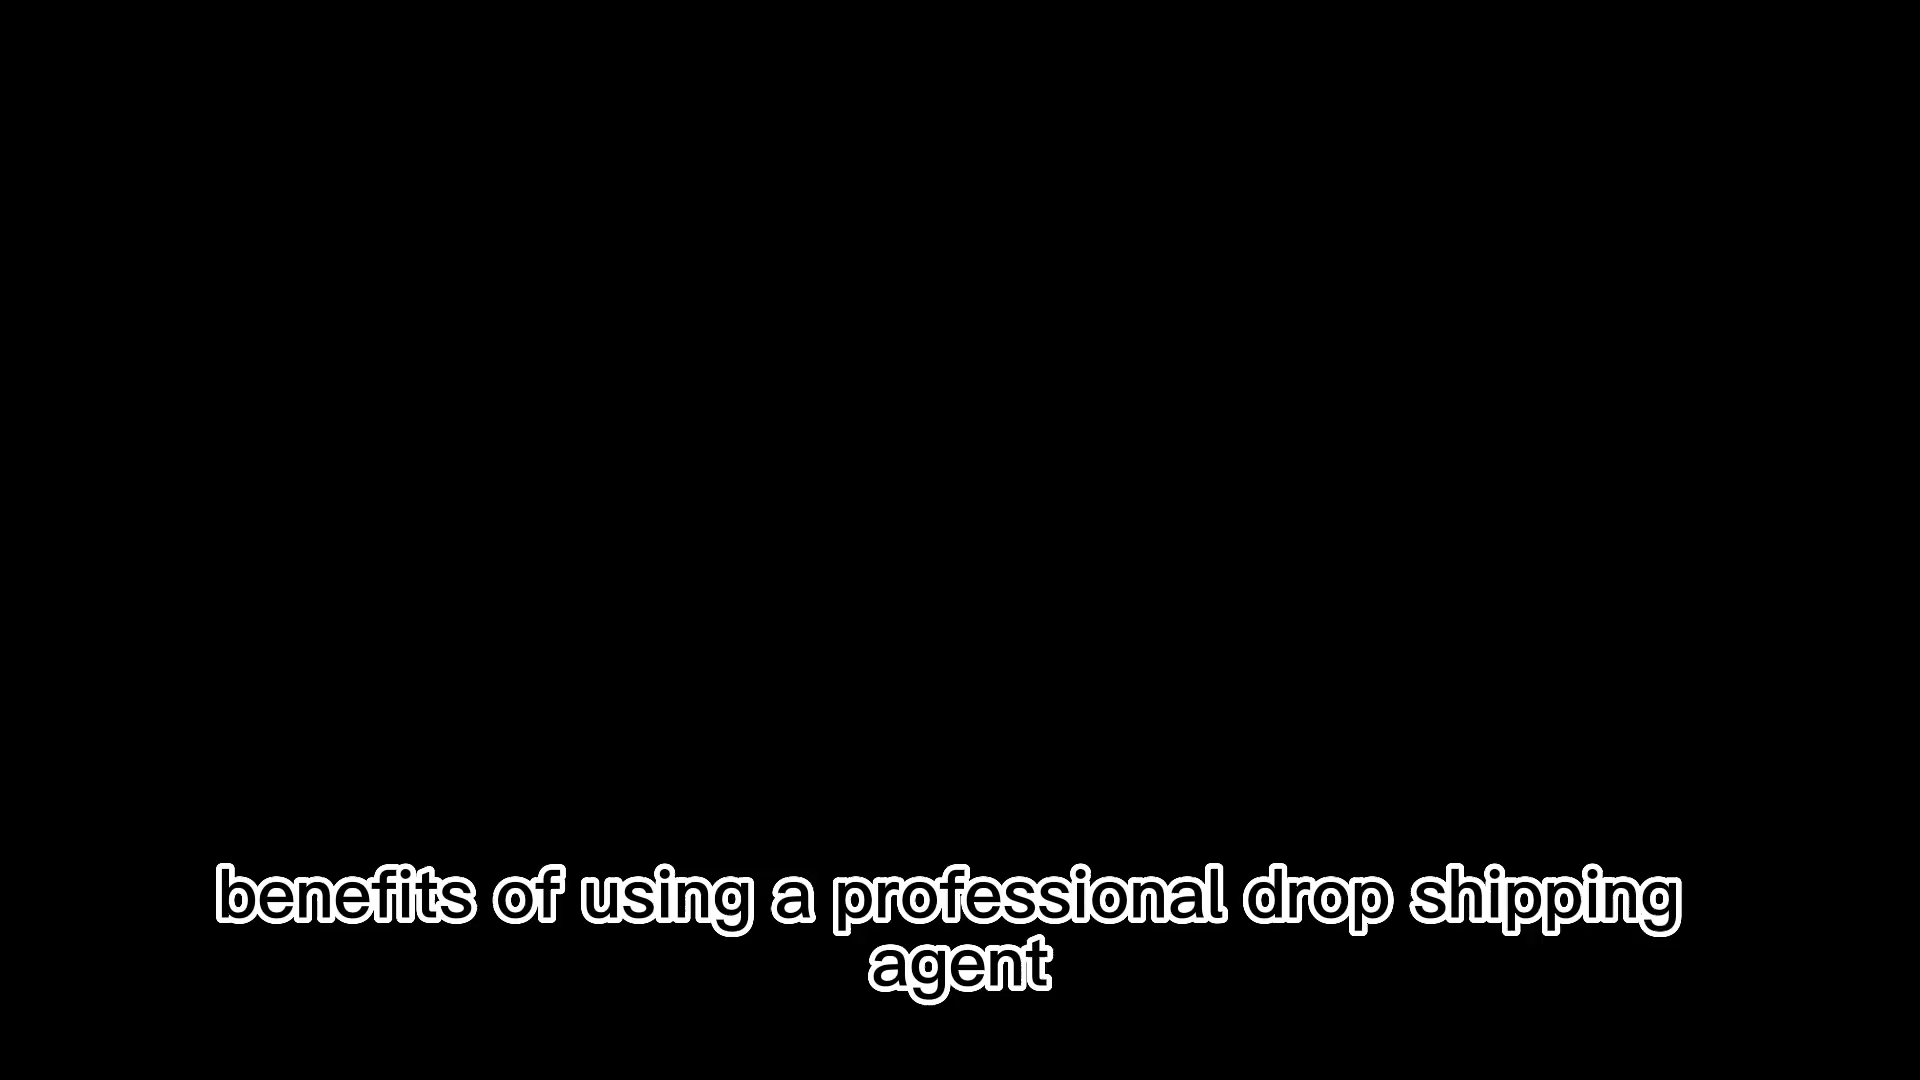 benefits of using a professional drop shipping
agent